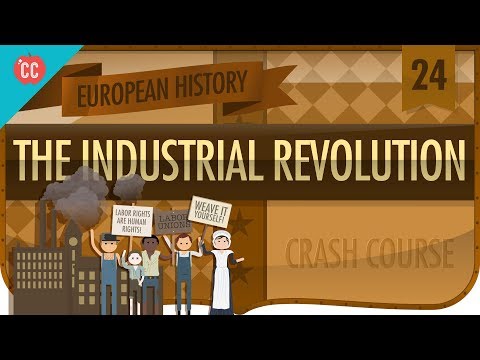 CC
EUROPEAN HISTORY
24
THE INDUSTRIAL REVOLUTION
LABOR RIGHTS
ARE HUMAN
RIGHTS!
LABOR
UNIONS
WEAVE IT
YOURSELF!
CRASH COURSE